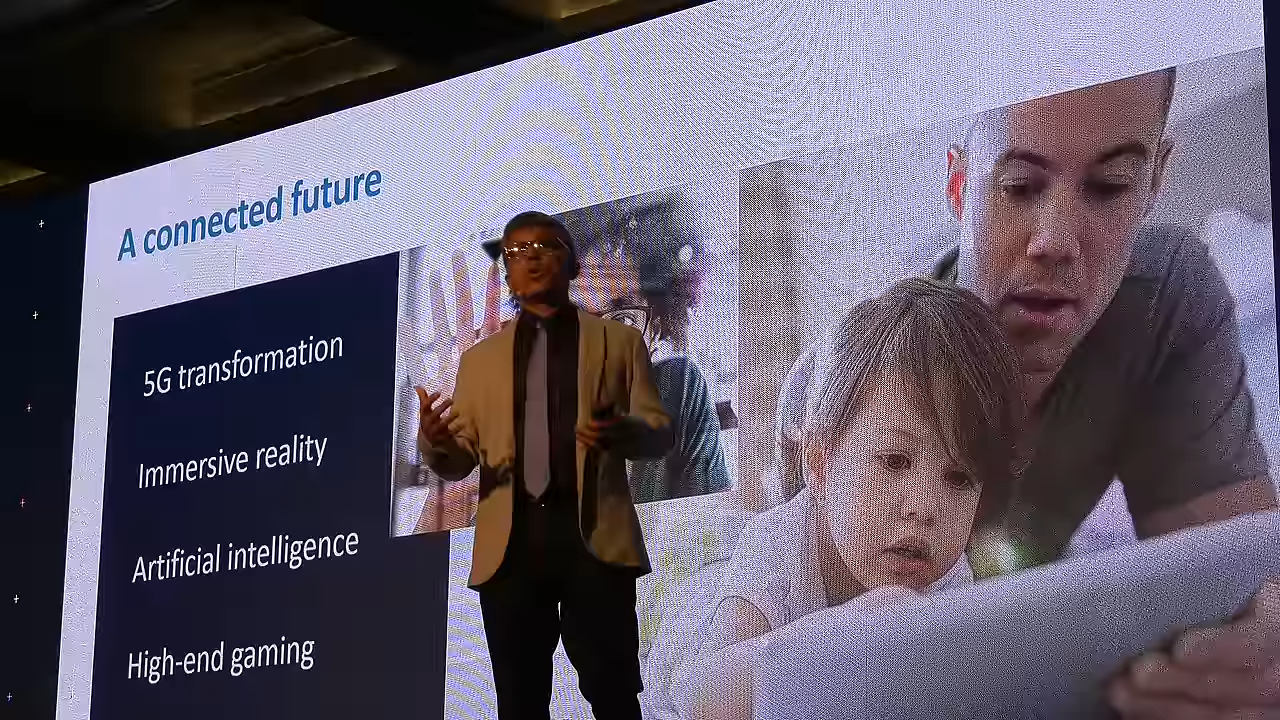 A connected future
5G transformation
Immersive reality
Artificial intelligence
High-end gaming